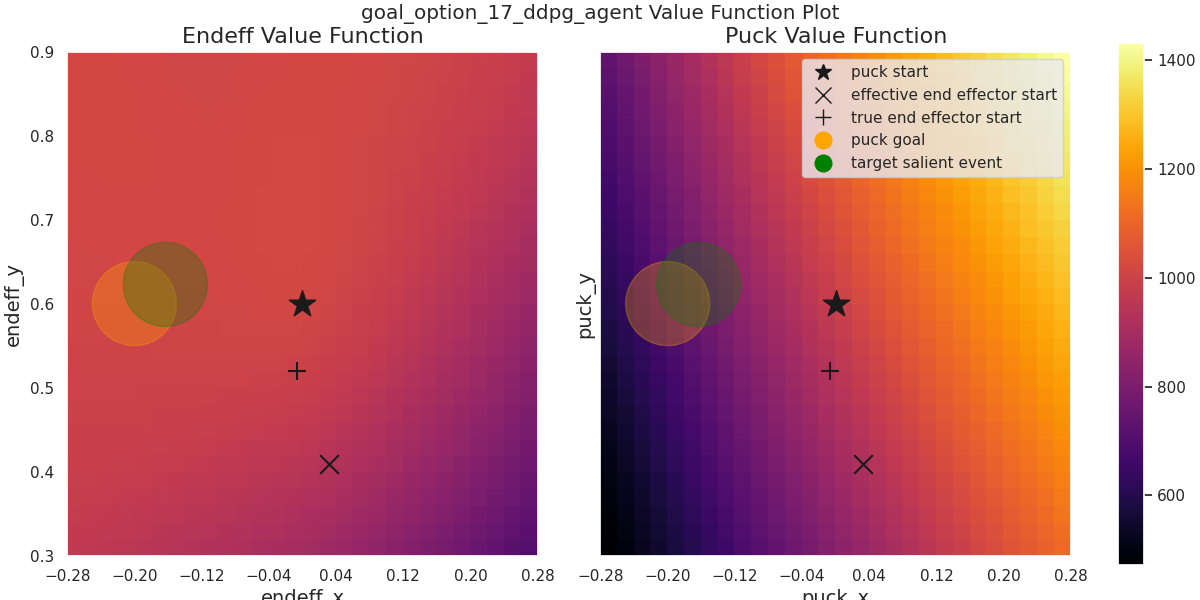 goal_option_17_ddpg_agent Value Function Plot
Endeff Value Function
Puck Value Function
0.9
0.8
0.7
0.6
0.5
0.4
0.3
endeff_y
−0.28 −0.20 −0.12 −0.04 0.04 0.12 0.20 0.28
endeff_x
puck_y
puck start
effective end effector start
true end effector start
puck goal
target salient event
−0.28 −0.20 −0.12 −0.04 0.04 0.12 0.20 0.28
puck_x
1400
1200
1000
800
600